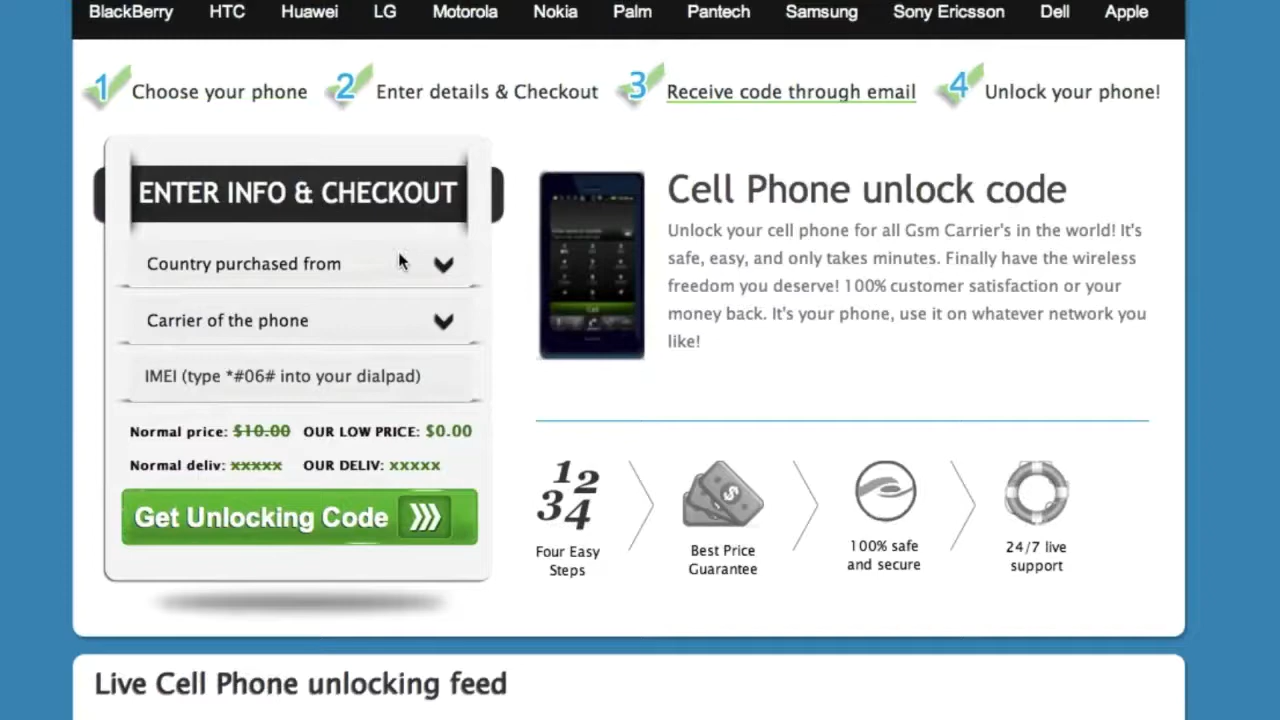 BlackBerry HTC Huawei LG Motorola Nokia Palm Pantech Samsung Sony Ericsson Dell Apple
1 Choose your phone 2 Enter details & Checkout 3 Receive code through email 4 Unlock your phone!
ENTER INFO & CHECKOUT
Country purchased from
Carrier of the phone
IMEI (type *#06# into your dialpad)
Normal price: $10.00 OUR LOW PRICE: $0.00
Normal deliv: xxxxx OUR DELIV: xxxxx
Get Unlocking Code
Cell Phone unlock code
Unlock your cell phone for all Gsm Carrier's in the world! It's
safe, easy, and only takes minutes. Finally have the wireless
freedom you deserve! 100% customer satisfaction or your
money back. It's your phone, use it on whatever network you
like!
1 2
3 4
Four Easy
Steps
Best Price
Guarantee
100% safe
and secure
24/7 live
support
Live Cell Phone unlocking feed